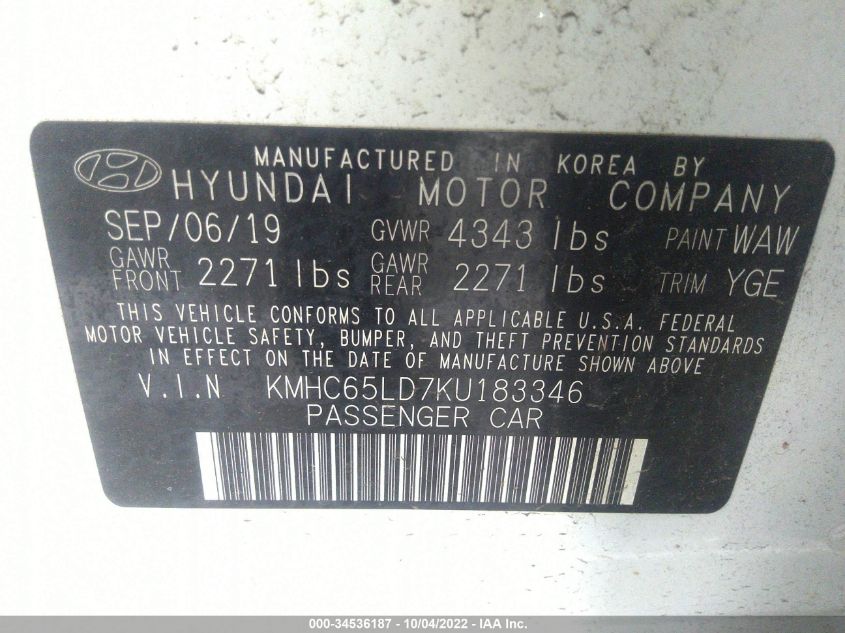 MANUFACTURED IN KOREA BY
HYUNDAI MOTOR COMPANY
SEP/06/19 GVWR 4343 lbs PAINT WAW
GAWR FRONT 2271 lbs GAWR REAR 2271 lbs TRIM YGE
THIS VEHICLE CONFORMS TO ALL APPLICABLE U.S.A. FEDERAL
MOTOR VEHICLE SAFETY, BUMPER, AND THEFT PREVENTION STANDARDS
IN EFFECT ON THE DATE OF MANUFACTURE SHOWN ABOVE
V.I.N KMHC65LD7KU183346
PASSENGER CAR
000-34536187 - 10/04/2022 - IAA Inc.